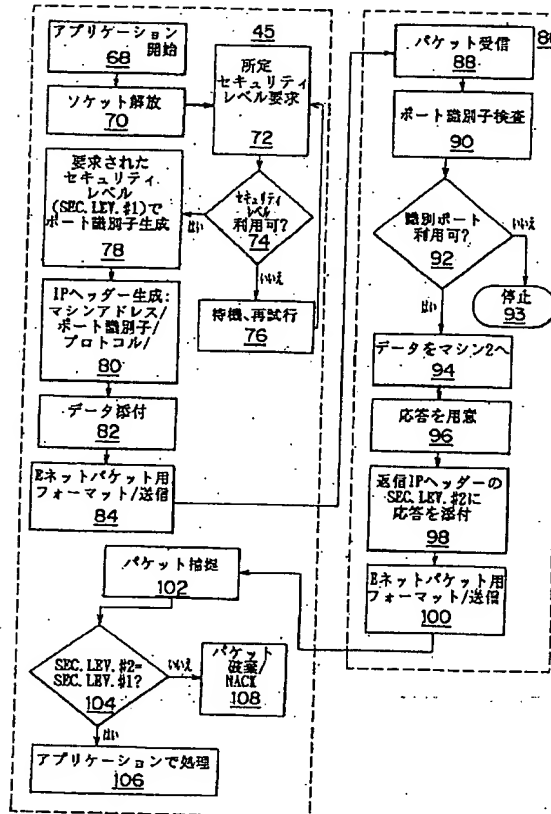 アプリケーション
開始
68
ソケット解放
70
45
所定
セキュリティ
レベル要求
72
セキュリティ
レベル
利用可?
74
はい
いいえ
待機、再試行
76
要求された
セキュリティ
レベル
(SEC.LEV.#1)で
ポート識別子生成
78
IPヘッダー生成:
マシンアドレス/
ポート識別子/
プロトコル/
80
データ添付
82
Eネットパケット用
フォーマット/送信
84
パケット捕捉
102
SEC.LEV.#2=
SEC.LEV.#1?
104
いいえ
パケット
破棄/
NACK
108
はい
アプリケーションで処理
106
パケット受信
88
ポート識別子検査
90
識別ポート
利用可?
92
いいえ
停止
93
はい
データをマシン2へ
94
応答を用意
96
返信IPヘッダーの
SEC.LEV.#2に
応答を添付
98
Eネットパケット用
フォーマット/送信
100